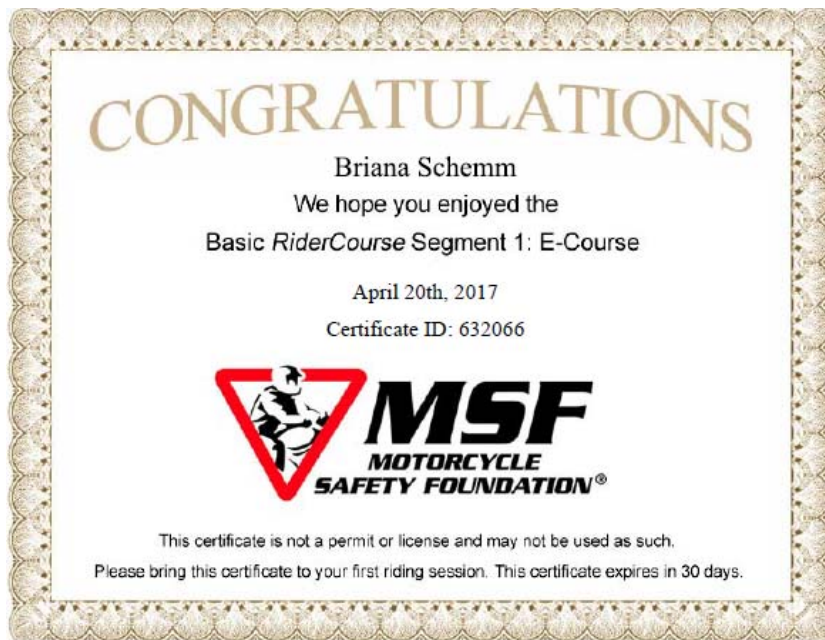 CONGRATULATIONS
Briana Schemm
We hope you enjoyed the
Basic RiderCourse Segment 1: E-Course
April 20th, 2017
Certificate ID: 632066
MSF
MOTORCYCLE
SAFETY FOUNDATION®
This certificate is not a permit or license and may not be used as such.
Please bring this certificate to your first riding session. This certificate expires in 30 days.